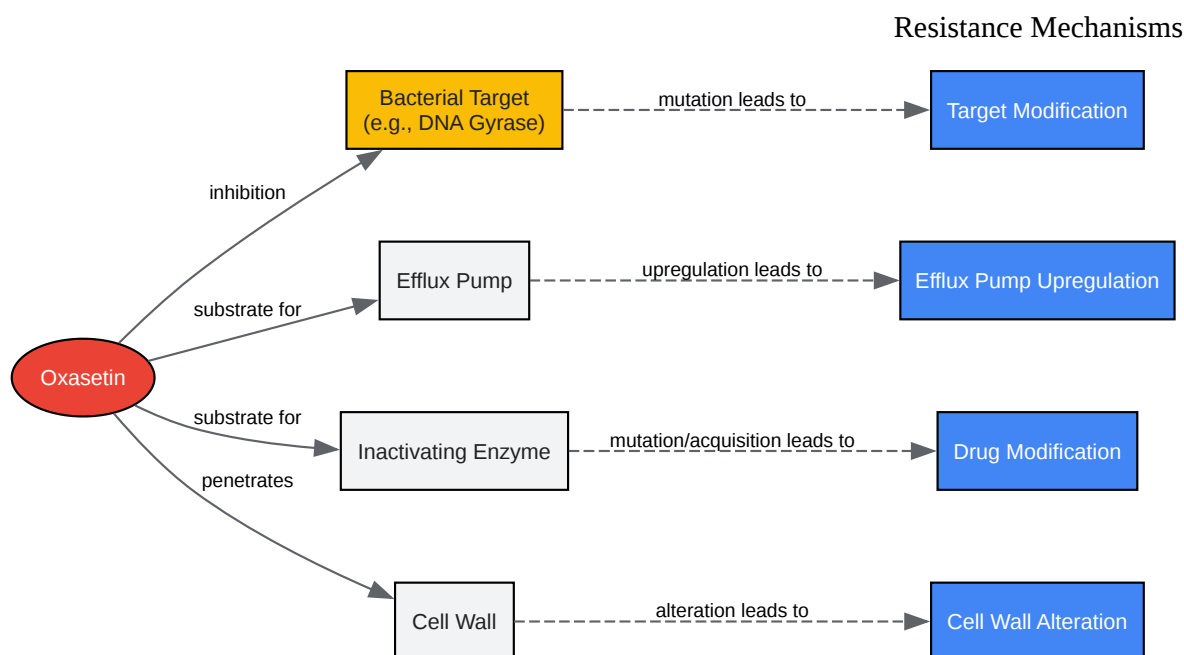 Resistance Mechanisms
Bacterial Target
(e.g., DNA Gyrase)
mutation leads to
Target Modification
inhibition
Efflux Pump
upregulation leads to
Efflux Pump Upregulation
substrate for
Oxasetin
substrate for
Inactivating Enzyme
mutation/acquisition leads to
Drug Modification
penetrates
Cell Wall
alteration leads to
Cell Wall Alteration